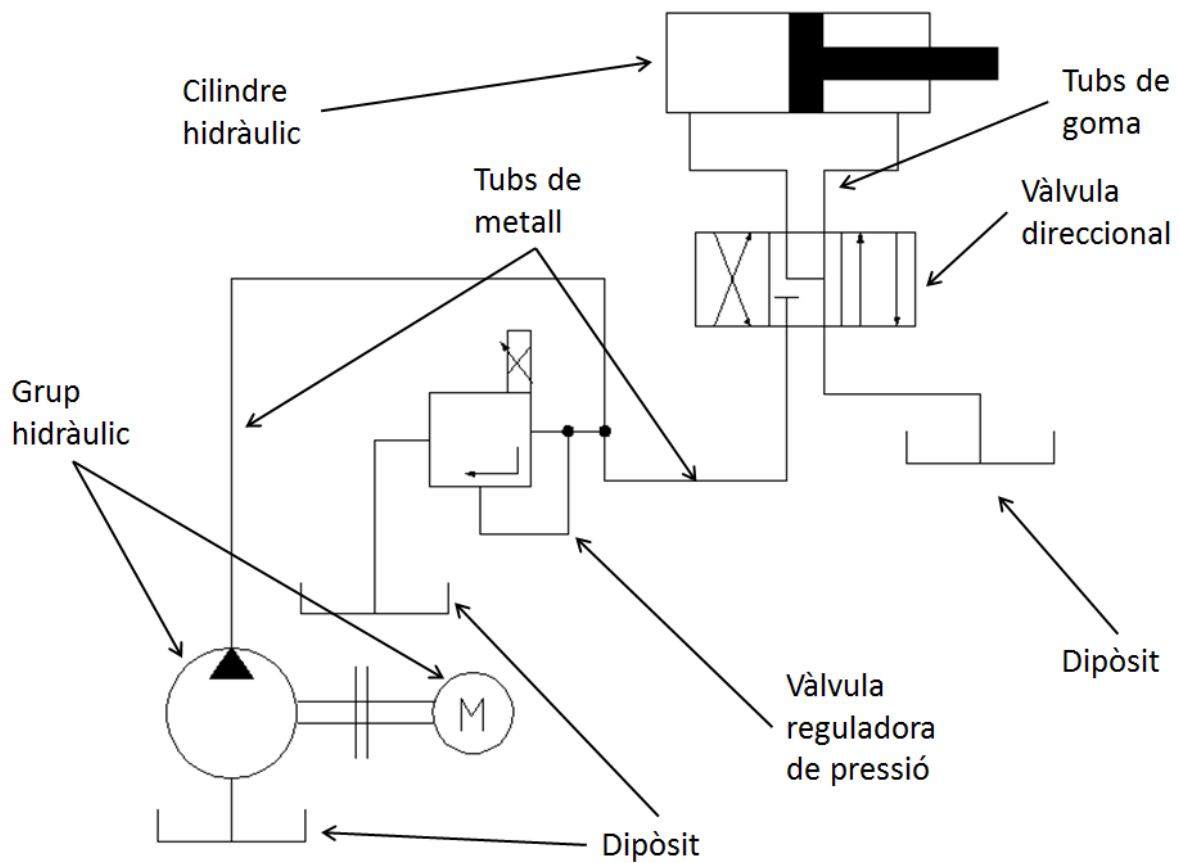 Cilindre
hidràulic
Tubs de
goma
Tubs de
metall
Vàlvula
direccional
Grup
hidràulic
M
Dipòsit
Vàlvula
reguladora
de pressió
Dipòsit